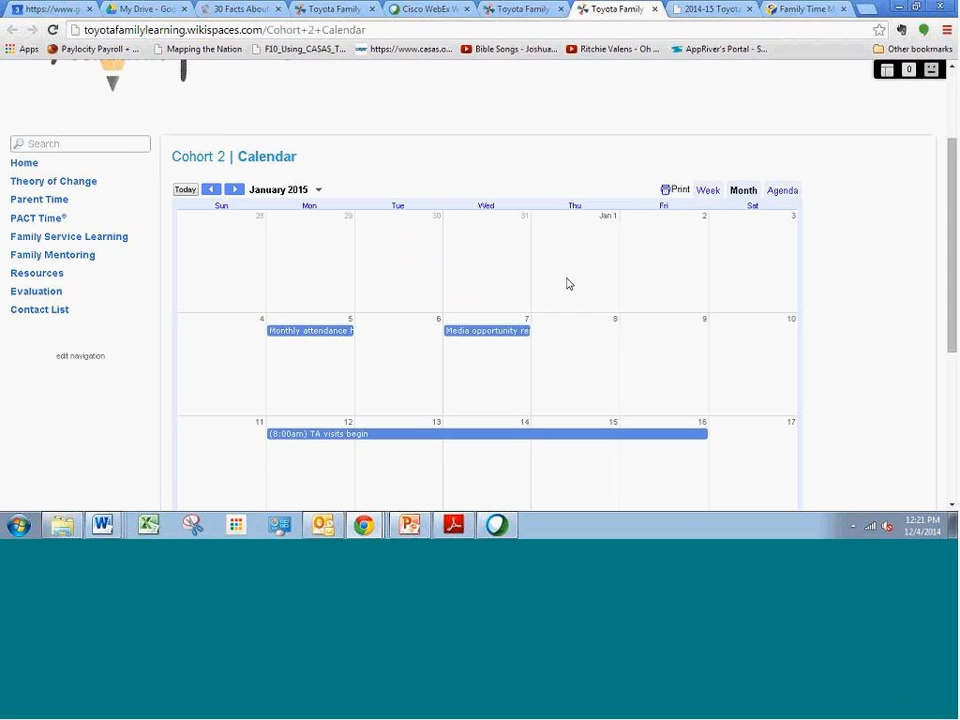 https://www.g
My Drive - Goo
30 Facts About
Toyota Family
Cisco WebEx W
Toyota Family
Toyota Family
2014-15 Toyot
Family Time M
toyotafamilylearning.wikispaces.com/Cohort+2+Calendar
Apps
Paylocity Payroll + ...
Mapping the Nation
F10_Using_CASAS_T...
https://www.casas.o...
Bible Songs - Joshua...
Ritchie Valens - Oh ...
AppRiver's Portal - S...
Other bookmarks
0
Search
Home
Theory of Change
Parent Time
PACT Time®
Family Service Learning
Family Mentoring
Resources
Evaluation
Contact List
edit navigation
Cohort 2 | Calendar
Today
January 2015
Print
Week
Month
Agenda
Sun Mon Tue Wed Thu Fri Sat
28 29 30 31 Jan 1 2 3
4 5 6 7 8 9 10
Monthly attendance
Media opportunity re
11 12 13 14 15 16 17
(8:00am) TA visits begin
12:21 PM
12/4/2014